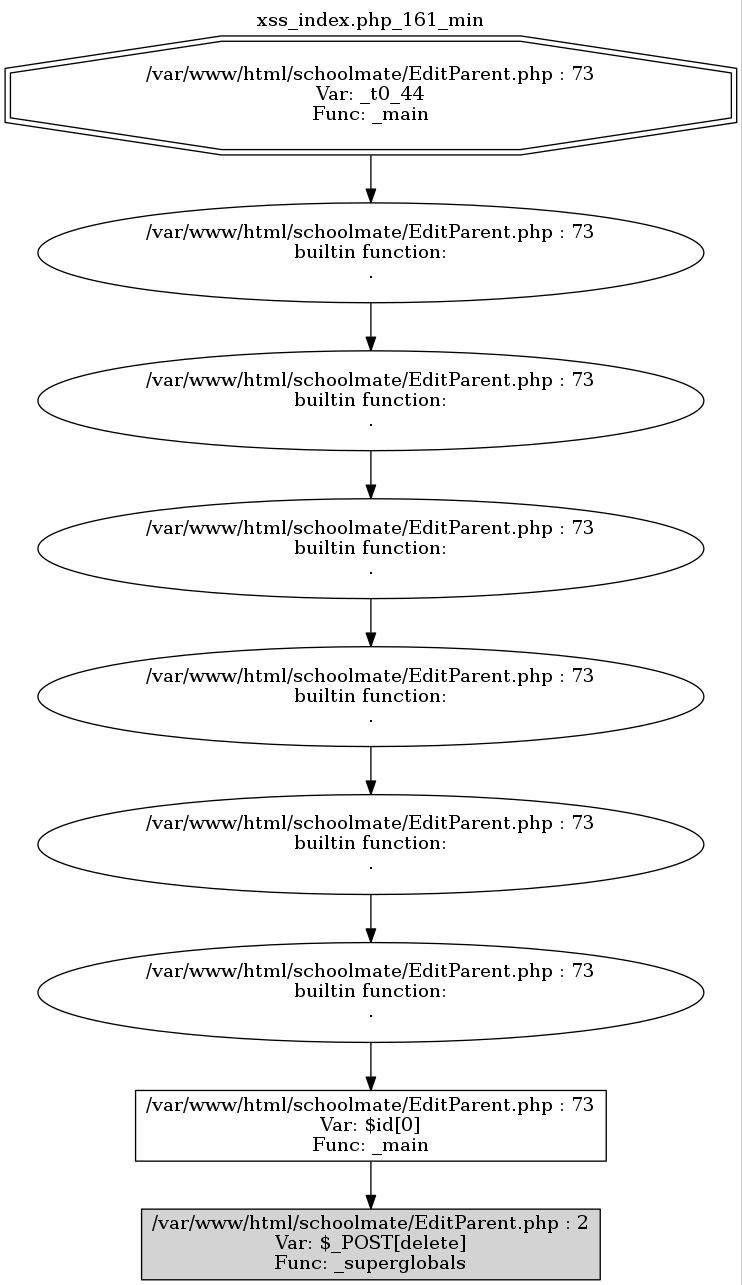 xss_index.php_161_min
/var/www/html/schoolmate/EditParent.php : 73
Var: _t0_44
Func: _main
/var/www/html/schoolmate/EditParent.php : 73
builtin function:
.
/var/www/html/schoolmate/EditParent.php : 73
builtin function:
.
/var/www/html/schoolmate/EditParent.php : 73
builtin function:
.
/var/www/html/schoolmate/EditParent.php : 73
builtin function:
.
/var/www/html/schoolmate/EditParent.php : 73
builtin function:
.
/var/www/html/schoolmate/EditParent.php : 73
builtin function:
.
/var/www/html/schoolmate/EditParent.php : 73
Var: $id[0]
Func: _main
/var/www/html/schoolmate/EditParent.php : 2
Var: $_POST[delete]
Func: _superglobals